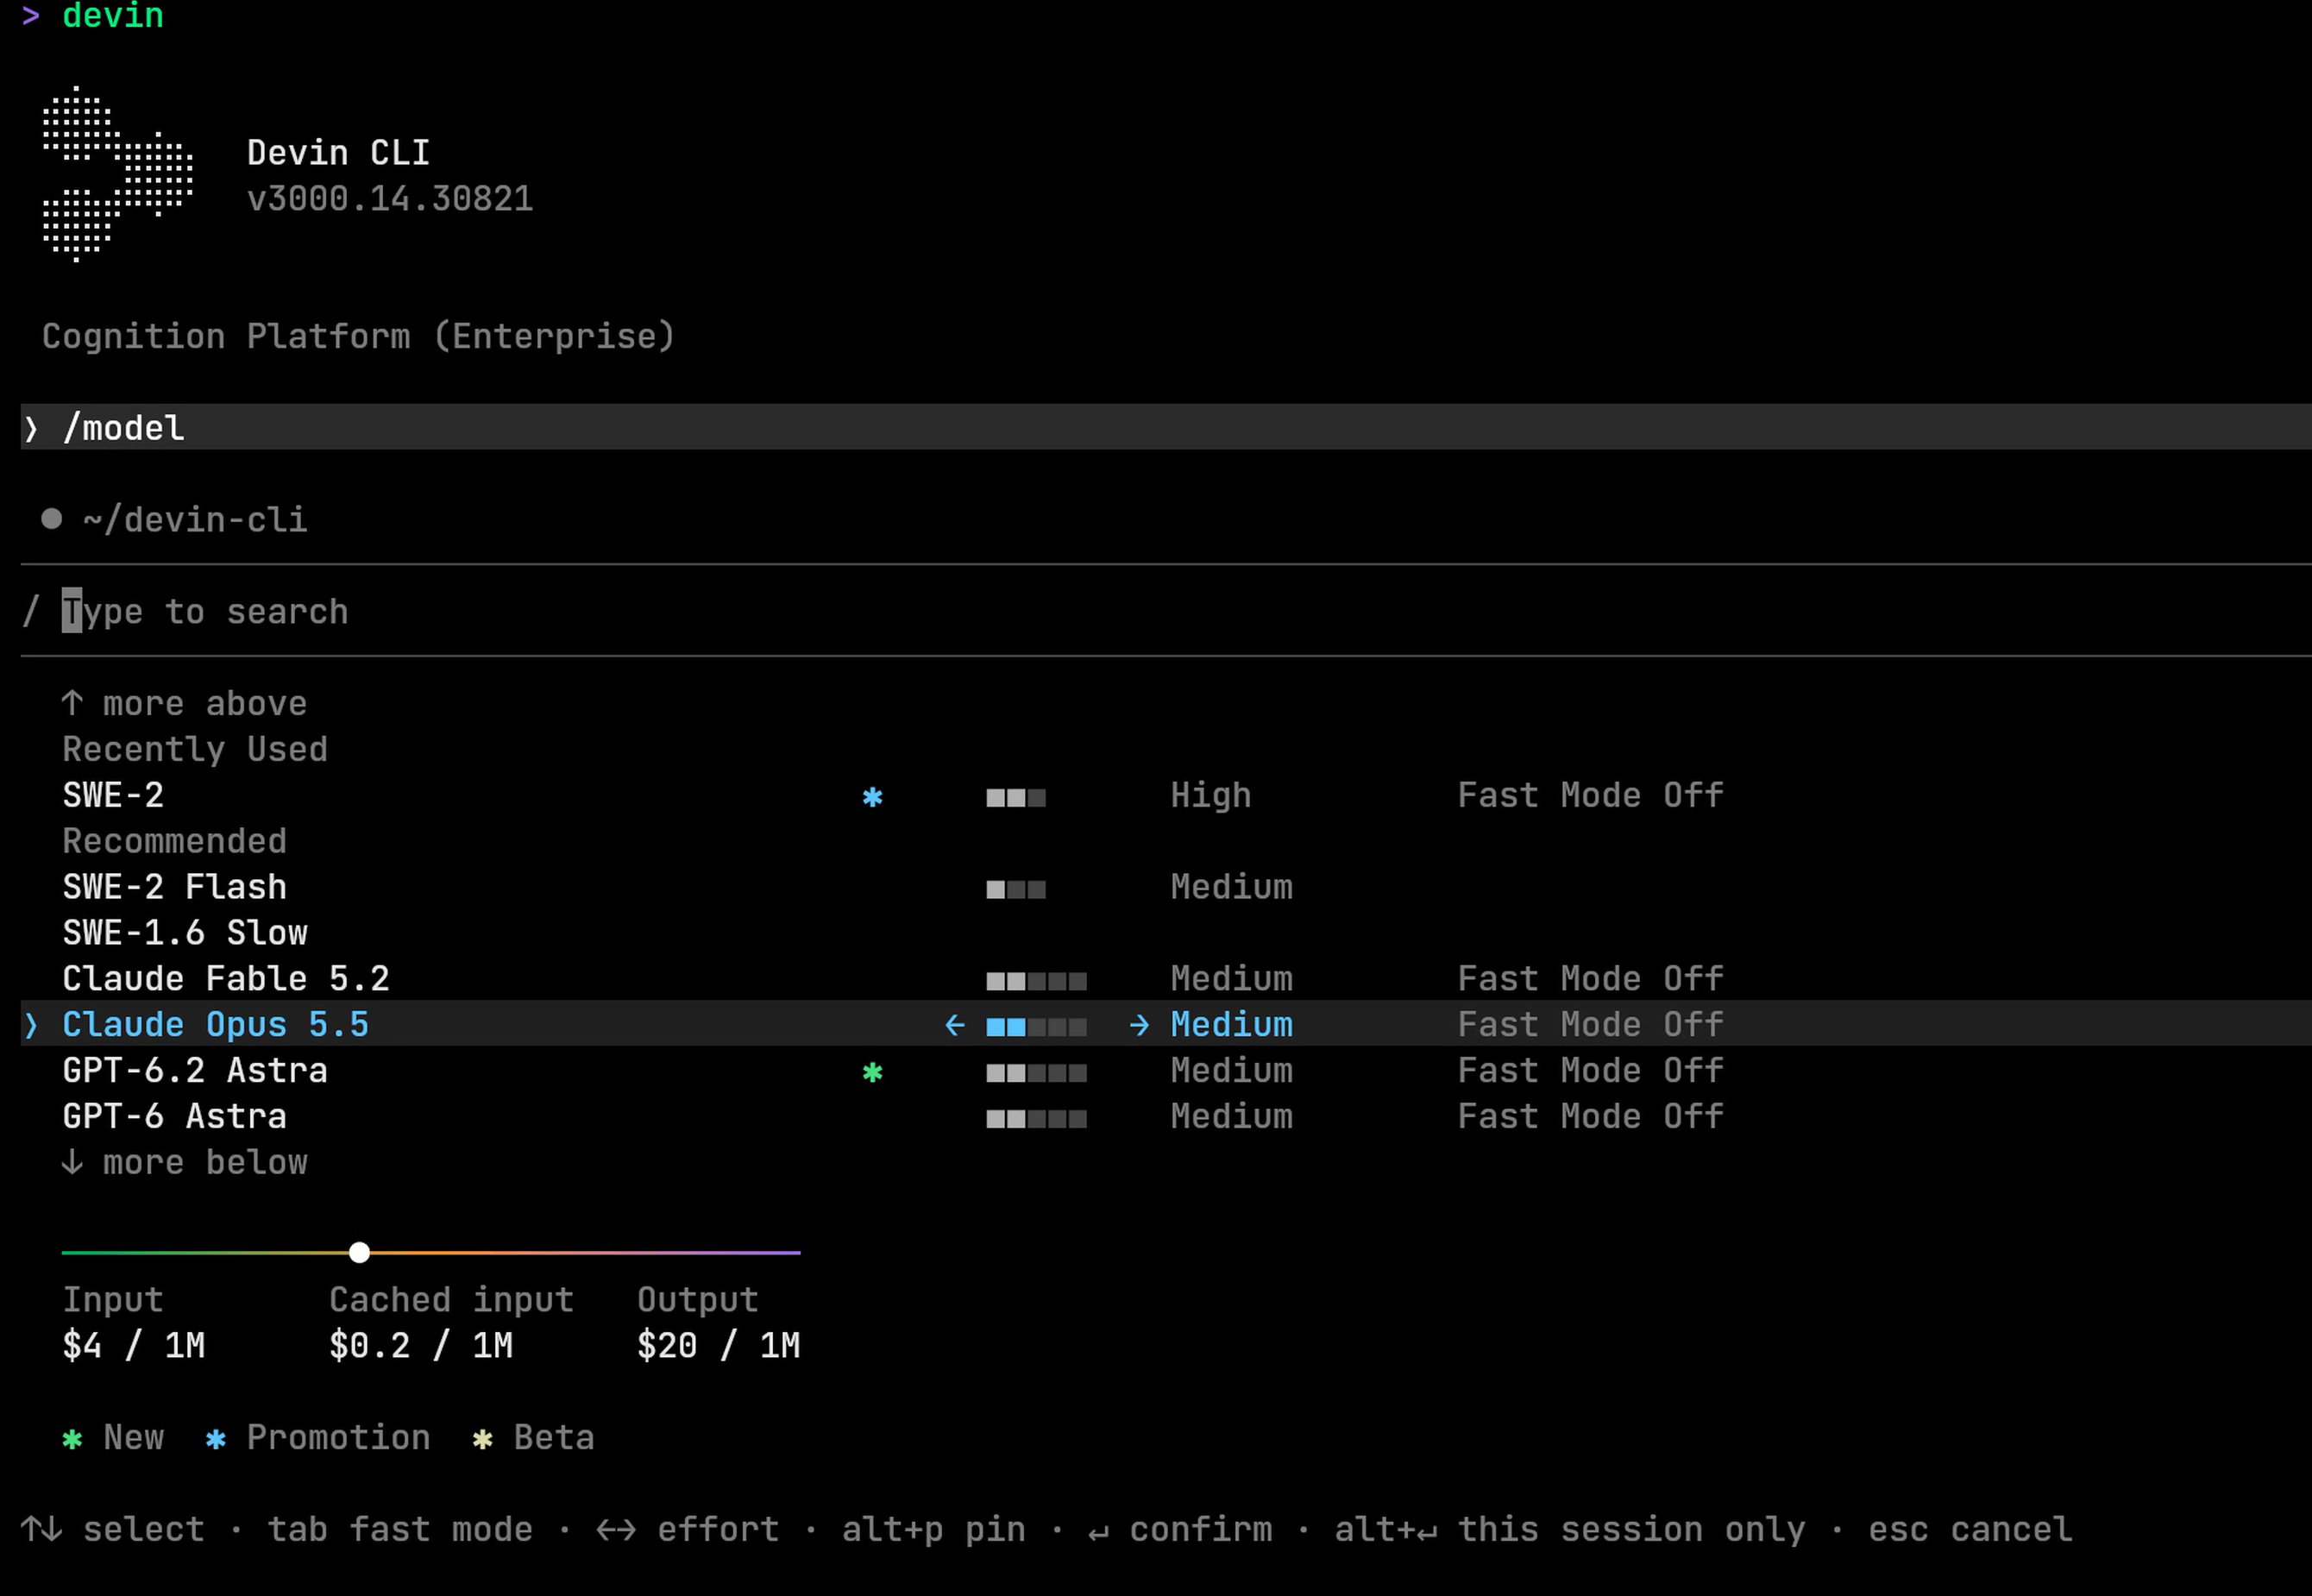 > devin
Devin CLI
v3000.14.30821
Cognition Platform (Enterprise)
❯ /model
● ~/devin-cli
/ Type to search
↑ more above
Recently Used
SWE-2 * High Fast Mode Off
Recommended
SWE-2 Flash Medium
SWE-1.6 Slow
Claude Fable 5.2 Medium Fast Mode Off
❯ Claude Opus 5.5 ← → Medium Fast Mode Off
GPT-6.2 Astra * Medium Fast Mode Off
GPT-6 Astra Medium Fast Mode Off
↓ more below
Input Cached input Output
$4 / 1M $0.2 / 1M $20 / 1M
* New * Promotion * Beta
↑↓ select · tab fast mode · ←→ effort · alt+p pin · ↵ confirm · alt+↵ this session only · esc cancel